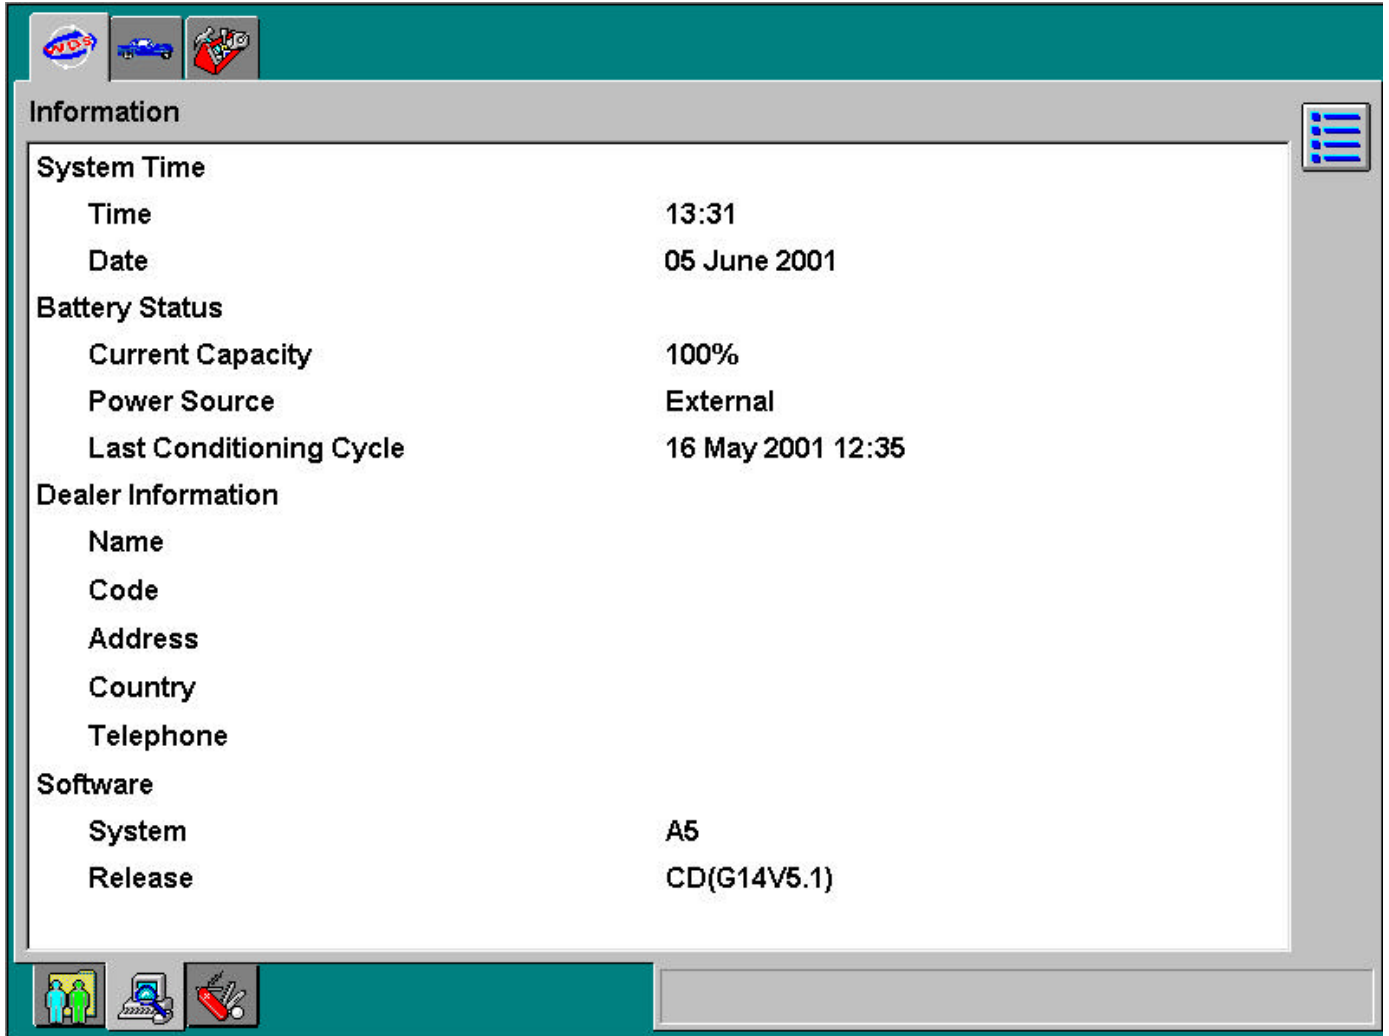 WDS
Information
System Time
Time 13:31
Date 05 June 2001
Battery Status
Current Capacity 100%
Power Source External
Last Conditioning Cycle 16 May 2001 12:35
Dealer Information
Name
Code
Address
Country
Telephone
Software
System A5
Release CD(G14V5.1)